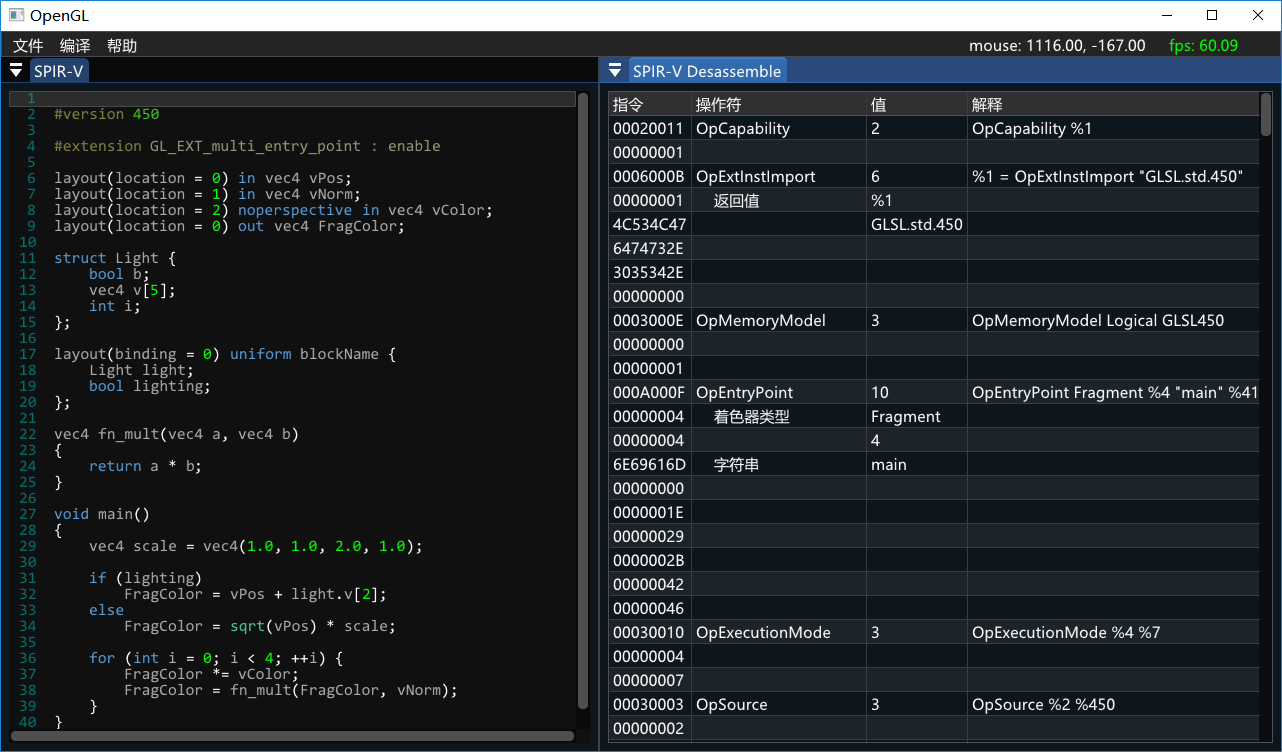 OpenGL
文件 编译 帮助 mouse: 1116.00, -167.00 fps: 60.09
SPIR-V
1
2 #version 450
3
4 #extension GL_EXT_multi_entry_point : enable
5
6 layout(location = 0) in vec4 vPos;
7 layout(location = 1) in vec4 vNorm;
8 layout(location = 2) noperspective in vec4 vColor;
9 layout(location = 0) out vec4 FragColor;
10
11 struct Light {
12     bool b;
13     vec4 v[5];
14     int i;
15 };
16
17 layout(binding = 0) uniform blockName {
18     Light light;
19     bool lighting;
20 };
21
22 vec4 fn_mult(vec4 a, vec4 b)
23 {
24     return a * b;
25 }
26
27 void main()
28 {
29     vec4 scale = vec4(1.0, 1.0, 2.0, 1.0);
30
31     if (lighting)
32         FragColor = vPos + light.v[2];
33     else
34         FragColor = sqrt(vPos) * scale;
35
36     for (int i = 0; i < 4; ++i) {
37         FragColor *= vColor;
38         FragColor = fn_mult(FragColor, vNorm);
39     }
40 }
SPIR-V Desassemble
指令 操作符 值 解释
00020011 OpCapability 2 OpCapability %1
00000001
0006000B OpExtInstImport 6 %1 = OpExtInstImport "GLSL.std.450"
00000001 返回值 %1
4C534C47 GLSL.std.450
6474732E
3035342E
00000000
0003000E OpMemoryModel 3 OpMemoryModel Logical GLSL450
00000000
00000001
000A000F OpEntryPoint 10 OpEntryPoint Fragment %4 "main" %41
00000004 着色器类型 Fragment
00000004 4
6E69616D 字符串 main
00000000
0000001E
00000029
0000002B
00000042
00000046
00030010 OpExecutionMode 3 OpExecutionMode %4 %7
00000004
00000007
00030003 OpSource 3 OpSource %2 %450
00000002